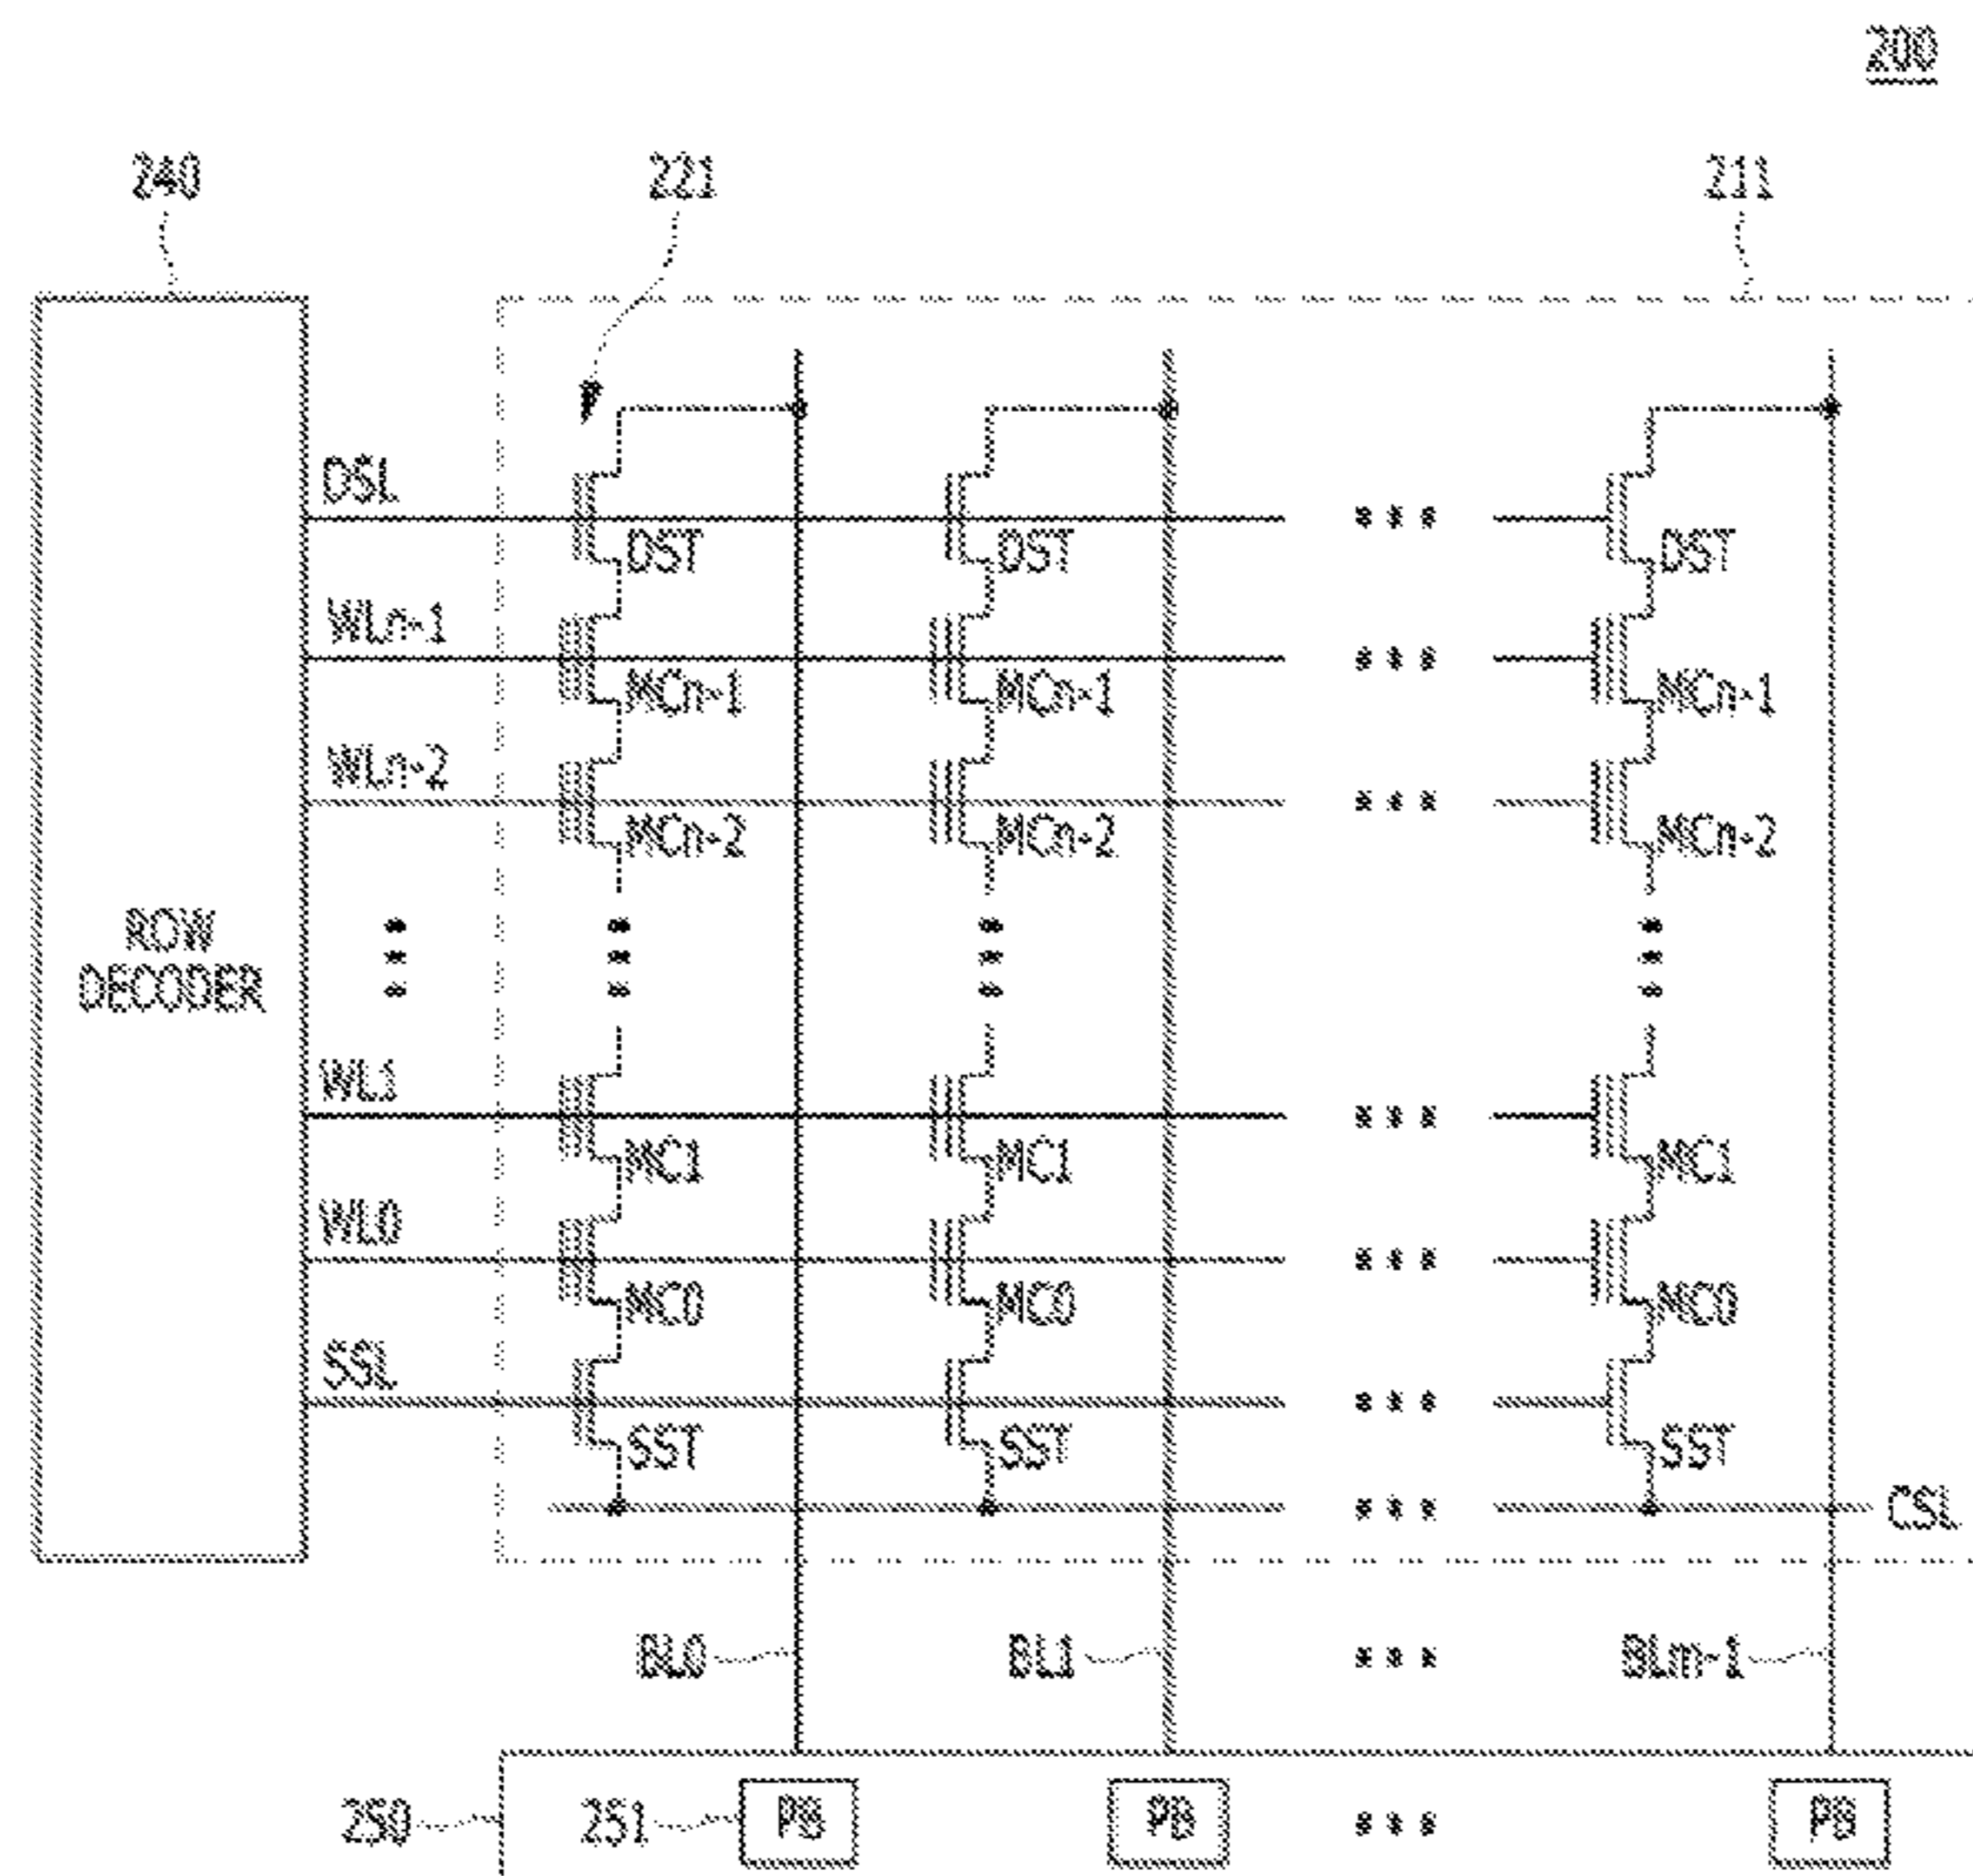 200
240 221 211
DSL
DST DST DST
WLn-1
MCn-1 MCn-1 MCn-1
WLn-2
MCn-2 MCn-2 MCn-2
ROW
DECODER
WL1
MC1 MC1 MC1
WL0
MC0 MC0 MC0
SSL
SST SST SST
CSL
BL0 BL1 BLm-1
250 251 PB PB PB